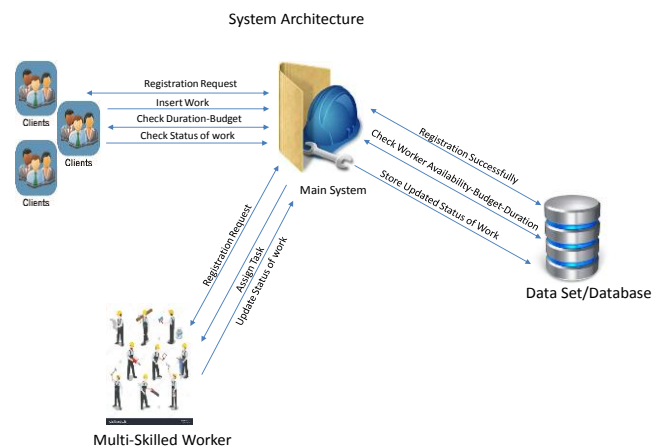 System Architecture
Registration Request
Insert Work
Check Duration-Budget
Check Status of work
Clients
Clients
Clients
Main System
Registration Successfully
Check Worker Availability-Budget-Duration
Store Updated Status of Work
Data Set/Database
Registration Request
Assign Task
Update Status of work
Multi-Skilled Worker